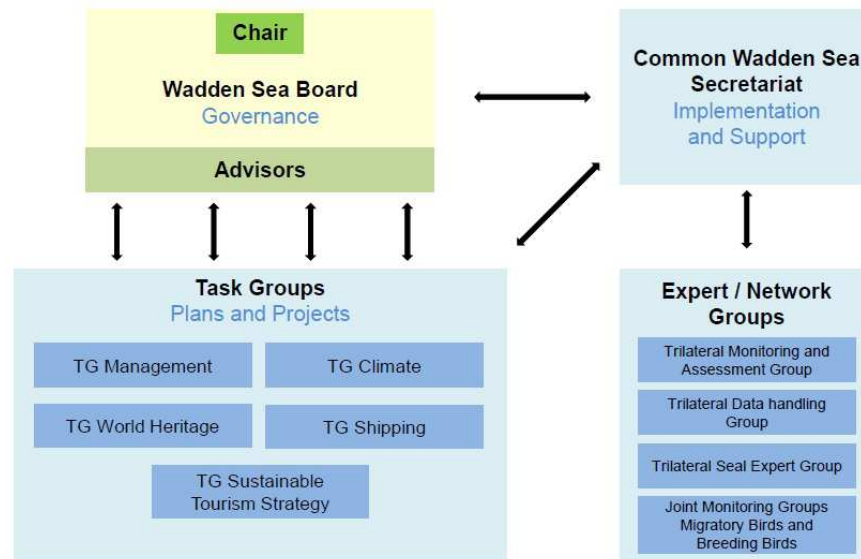 Chair
Wadden Sea Board
Governance
Advisors
Common Wadden Sea
Secretariat
Implementation
and Support
Task Groups
Plans and Projects
TG Management
TG Climate
TG World Heritage
TG Shipping
TG Sustainable
Tourism Strategy
Expert / Network
Groups
Trilateral Monitoring and
Assessment Group
Trilateral Data handling
Group
Trilateral Seal Expert Group
Joint Monitoring Groups
Migratory Birds and
Breeding Birds